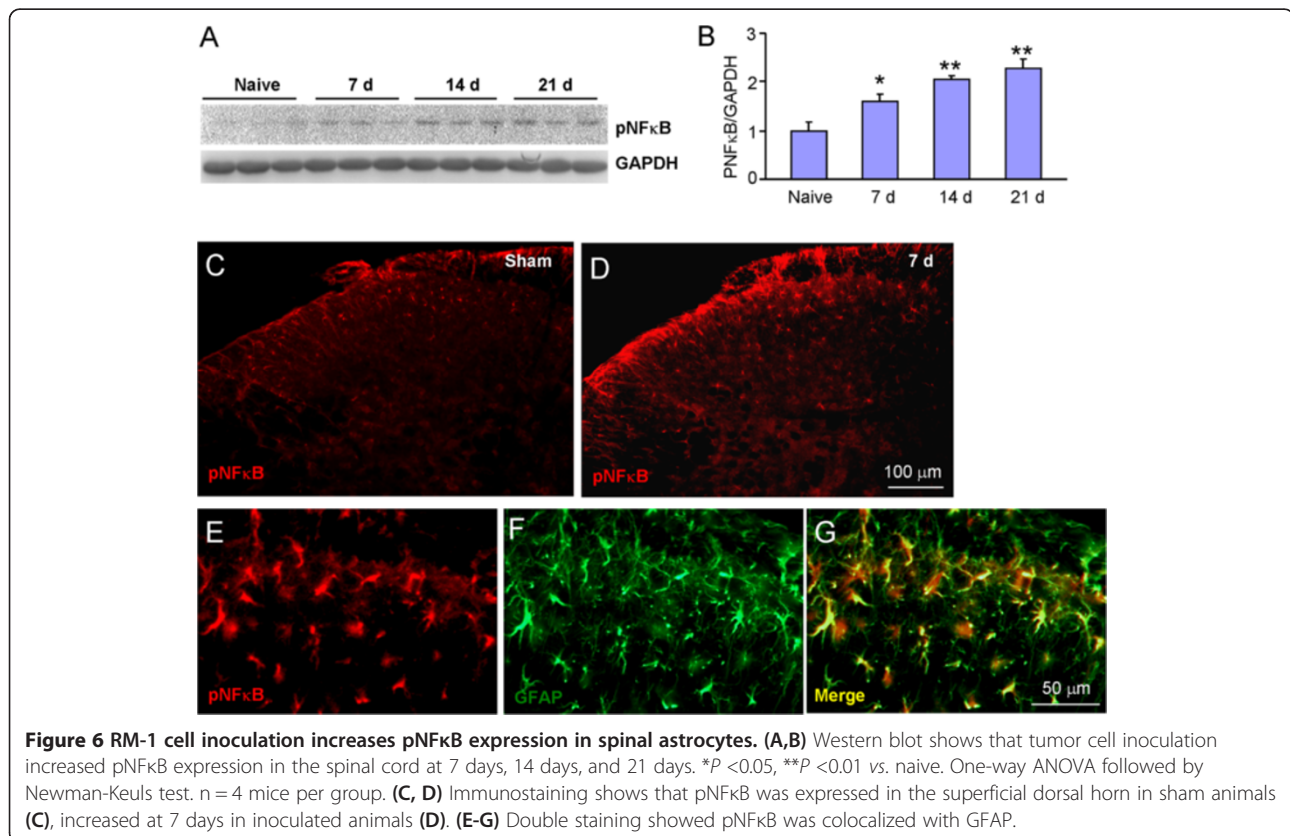 A
Naive 7 d 14 d 21 d
pNFκB
GAPDH
B
PNFκB/GAPDH
3
2
1
0
* ** **
Naive 7 d 14 d 21 d
C
Sham
pNFκB
D
7 d
pNFκB
100 μm
E
pNFκB
F
GFAP
G
Merge
50 μm
Figure 6 RM-1 cell inoculation increases pNFκB expression in spinal astrocytes. (A,B) Western blot shows that tumor cell inoculation
increased pNFκB expression in the spinal cord at 7 days, 14 days, and 21 days. *P <0.05, **P <0.01 vs. naive. One-way ANOVA followed by
Newman-Keuls test. n = 4 mice per group. (C, D) Immunostaining shows that pNFκB was expressed in the superficial dorsal horn in sham animals
(C), increased at 7 days in inoculated animals (D). (E-G) Double staining showed pNFκB was colocalized with GFAP.